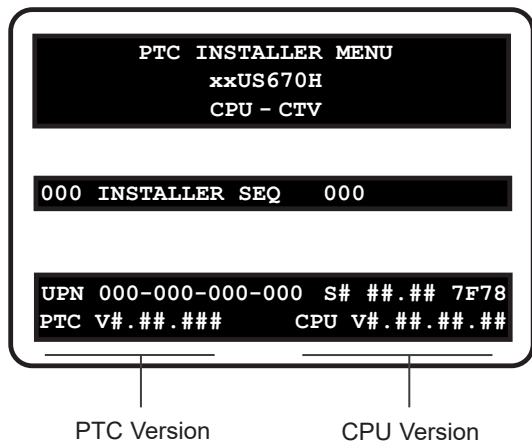 PTC INSTALLER MENU
xxUS670H
CPU – CTV
000 INSTALLER SEQ 000
UPN 000-000-000-000 S# ##.## 7F78
PTC V#.##.### CPU V#.##.##.##
PTC Version CPU Version